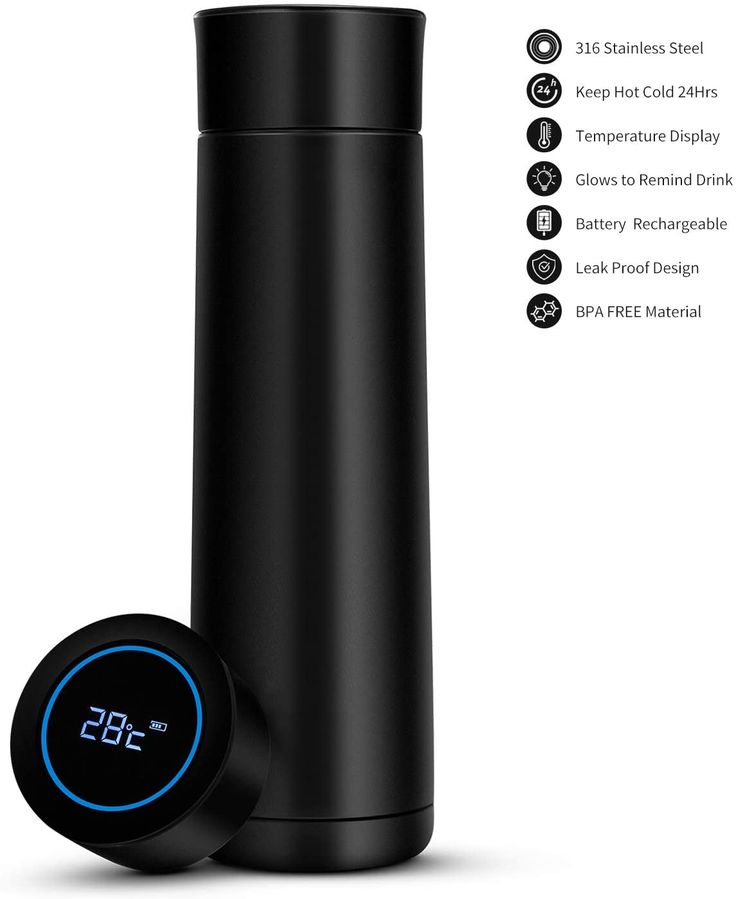 316 Stainless Steel
24h
Keep Hot Cold 24Hrs
Temperature Display
Glows to Remind Drink
Battery Rechargeable
Leak Proof Design
BPA FREE Material
28°C